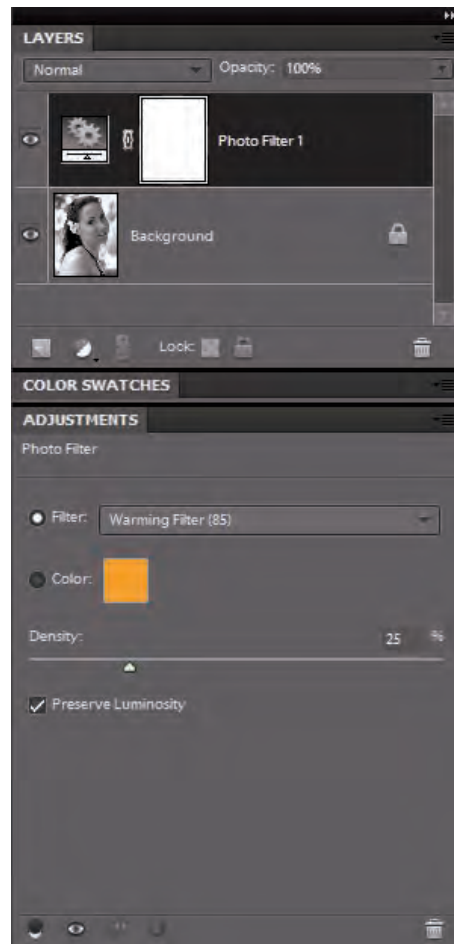 LAYERS
Normal Opacity: 100%
Photo Filter 1
Background
Lock:
COLOR SWATCHES
ADJUSTMENTS
Photo Filter
Filter: Warming Filter (85)
Color:
Density: 25 %
Preserve Luminosity